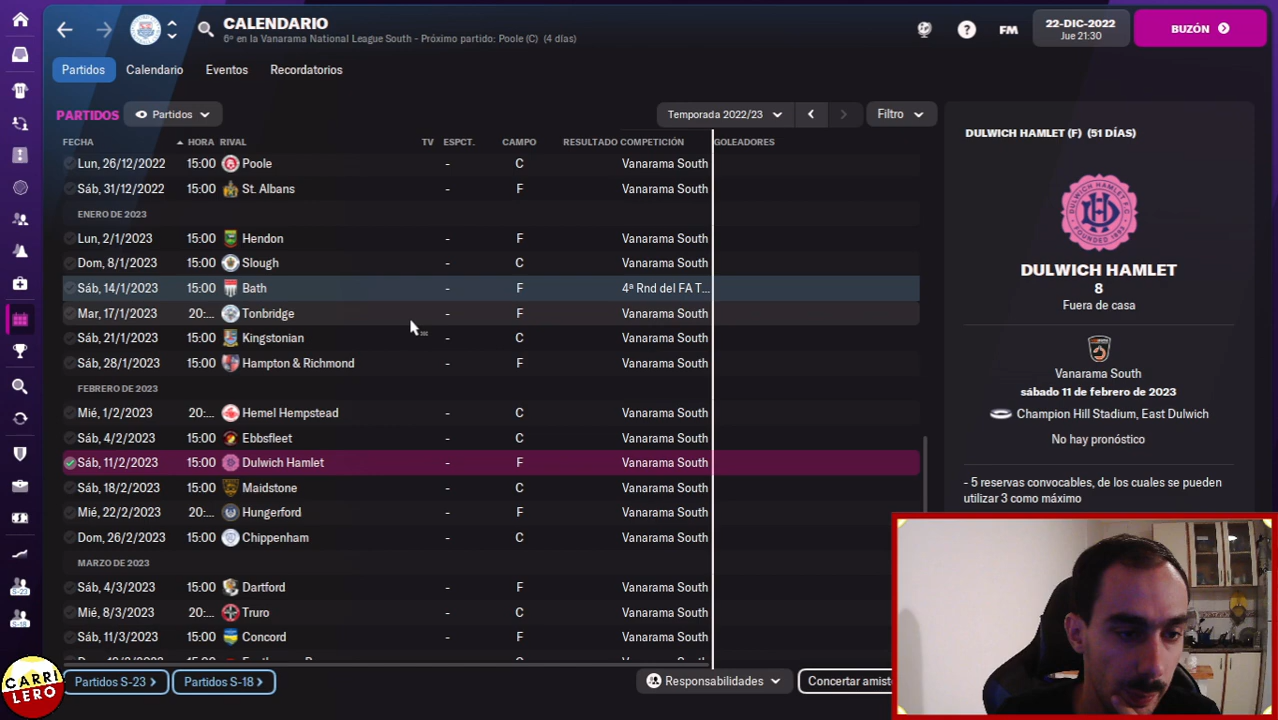 CALENDARIO
6º en la Vanarama National League South - Próximo partido: Poole (C) (4 días)
FM
22-DIC-2022
Jue 21:30
BUZÓN
Partidos Calendario Eventos Recordatorios
PARTIDOS Partidos Temporada 2022/23 Filtro
FECHA HORA RIVAL TV ESPCT. CAMPO RESULTADO COMPETICIÓN GOLEADORES
Lun, 26/12/2022 15:00 Poole - C Vanarama South
Sáb, 31/12/2022 15:00 St. Albans - F Vanarama South
ENERO DE 2023
Lun, 2/1/2023 15:00 Hendon - F Vanarama South
Dom, 8/1/2023 15:00 Slough - C Vanarama South
Sáb, 14/1/2023 15:00 Bath - F 4ª Rnd del FA T...
Mar, 17/1/2023 20:... Tonbridge - F Vanarama South
Sáb, 21/1/2023 15:00 Kingstonian - C Vanarama South
Sáb, 28/1/2023 15:00 Hampton & Richmond - F Vanarama South
FEBRERO DE 2023
Mié, 1/2/2023 20:... Hemel Hempstead - C Vanarama South
Sáb, 4/2/2023 15:00 Ebbsfleet - C Vanarama South
Sáb, 11/2/2023 15:00 Dulwich Hamlet - F Vanarama South
Sáb, 18/2/2023 15:00 Maidstone - C Vanarama South
Mié, 22/2/2023 20:... Hungerford - F Vanarama South
Dom, 26/2/2023 15:00 Chippenham - C Vanarama South
MARZO DE 2023
Sáb, 4/3/2023 15:00 Dartford - F Vanarama South
Mié, 8/3/2023 20:... Truro - C Vanarama South
Sáb, 11/3/2023 15:00 Concord - F Vanarama South
Partidos S-23 Partidos S-18 Responsabilidades Concertar amist
DULWICH HAMLET (F) (51 DÍAS)
DULWICH HAMLET FC
FOUNDED 1893
DULWICH HAMLET
8
Fuera de casa
Vanarama South
sábado 11 de febrero de 2023
Champion Hill Stadium, East Dulwich
No hay pronóstico
- 5 reservas convocables, de los cuales se pueden
utilizar 3 como máximo
S-23
S-18
CARRI
LERO